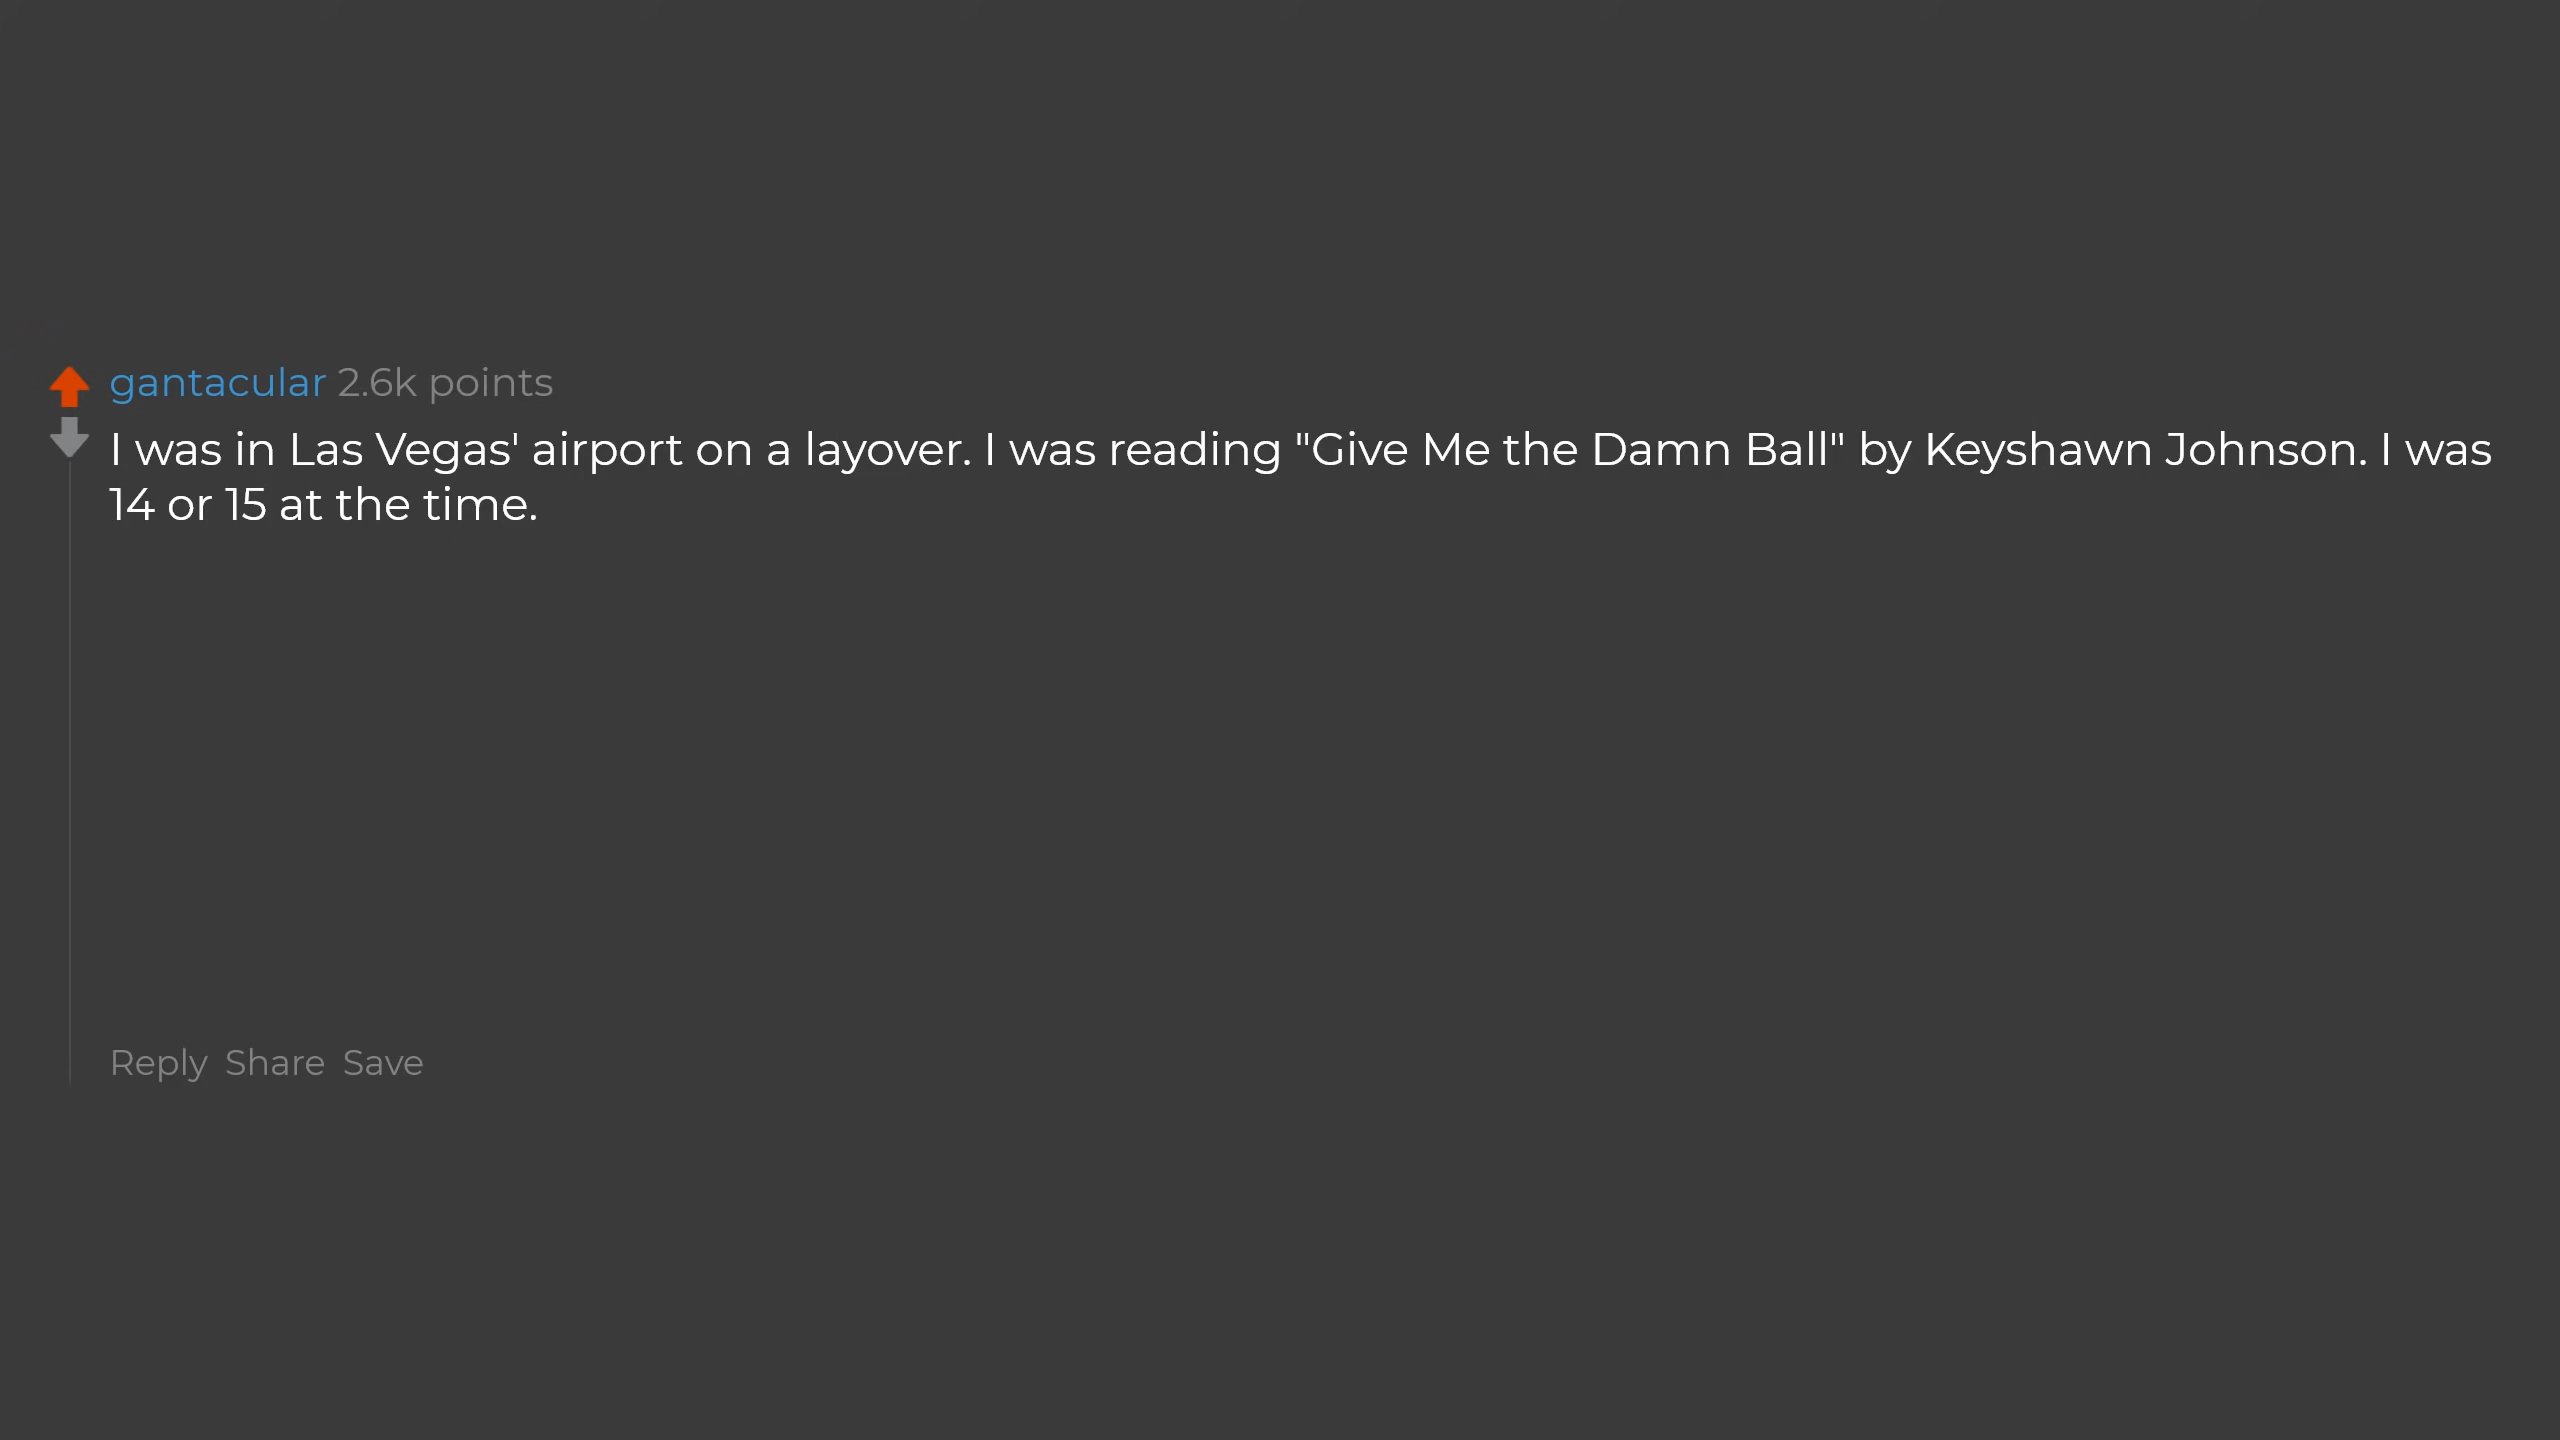 gantacular 2.6k points
I was in Las Vegas' airport on a layover. I was reading "Give Me the Damn Ball" by Keyshawn Johnson. I was
14 or 15 at the time.
Reply Share Save